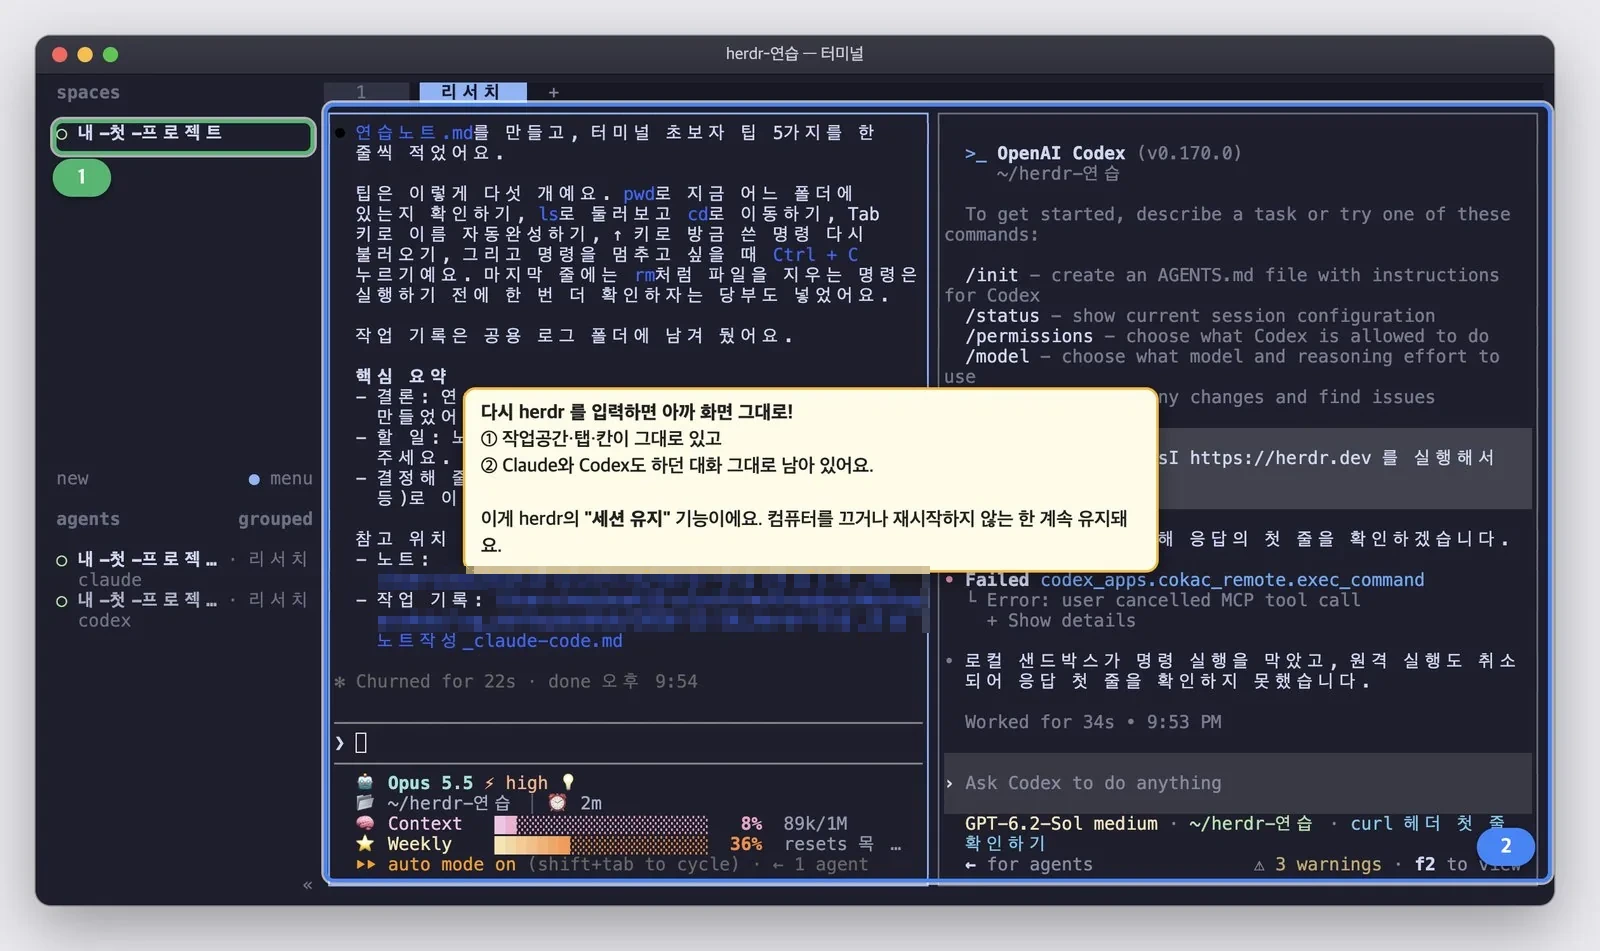 herdr-연습 — 터미널
spaces
1
리서치
+
내-첫-프로젝트
1
연습노트.md를 만들고, 터미널 초보자 팁 5가지를 한
줄씩 적었어요.
팁은 이렇게 다섯 개예요. pwd로 지금 어느 폴더에
있는지 확인하기, ls로 둘러보고 cd로 이동하기, Tab
키로 이름 자동완성하기, ↑ 키로 방금 쓴 명령 다시
불러오기, 그리고 명령을 멈추고 싶을 때 Ctrl + C
누르기예요. 마지막 줄에는 rm처럼 파일을 지우는 명령은
실행하기 전에 한 번 더 확인하자는 당부도 넣었어요.
작업 기록은 공용 로그 폴더에 남겨 뒀어요.
핵심 요약
- 결론: 연
만들었어
- 할 일:
주세요.
- 결정해 줄
등)로 이
참고 위치
- 노트:
- 작업 기록:
노트작성_claude-code.md
✻ Churned for 22s · done 오후 9:54
❯
Opus 5.5 ⚡ high
~/herdr-연습 | ⏰ 2m
Context 8% 89k/1M
Weekly 36% resets 목 …
▸▸ auto mode on (shift+tab to cycle) · ← 1 agent
다시 herdr 를 입력하면 아까 화면 그대로!
① 작업공간·탭·칸이 그대로 있고
② Claude와 Codex도 하던 대화 그대로 남아 있어요.
이게 herdr의 "세션 유지" 기능이에요. 컴퓨터를 끄거나 재시작하지 않는 한 계속 유지돼
요.
>_ OpenAI Codex (v0.170.0)
~/herdr-연습
To get started, describe a task or try one of these
commands:
/init - create an AGENTS.md file with instructions
for Codex
/status - show current session configuration
/permissions - choose what Codex is allowed to do
/model - choose what model and reasoning effort to
use
ny changes and find issues
sI https://herdr.dev 를 실행해서
해 응답의 첫 줄을 확인하겠습니다.
• Failed codex_apps.cokac_remote.exec_command
└ Error: user cancelled MCP tool call
+ Show details
• 로컬 샌드박스가 명령 실행을 막았고, 원격 실행도 취소
되어 응답 첫 줄을 확인하지 못했습니다.
Worked for 34s • 9:53 PM
› Ask Codex to do anything
GPT-6.2-Sol medium · ~/herdr-연습 · curl 헤더 첫 줄
확인하기
← for agents ⚠ 3 warnings · f2 to view
2
new
● menu
agents
grouped
내-첫-프로젝… · 리서치
claude
내-첫-프로젝… · 리서치
codex
«